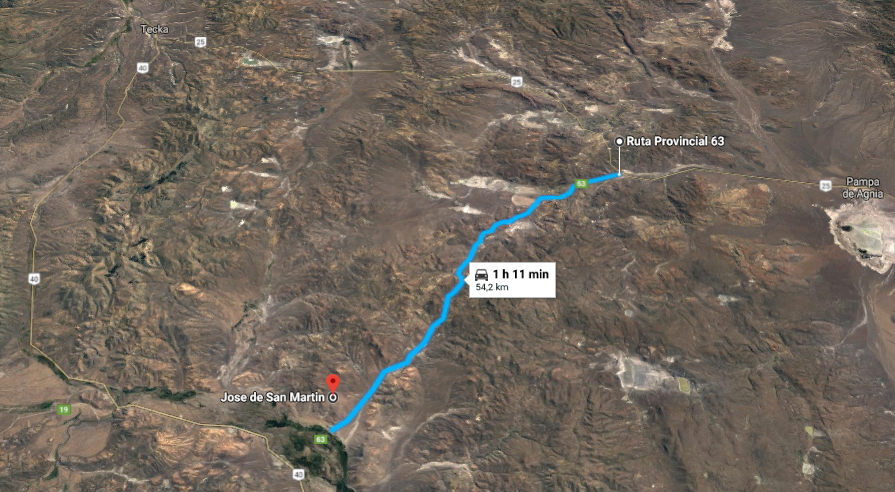 Tecka
25
40
25
Ruta Provincial 63
63
25
Pampa
de Agnia
1 h 11 min
54,2 km
40
Jose de San Martin
19
63
40